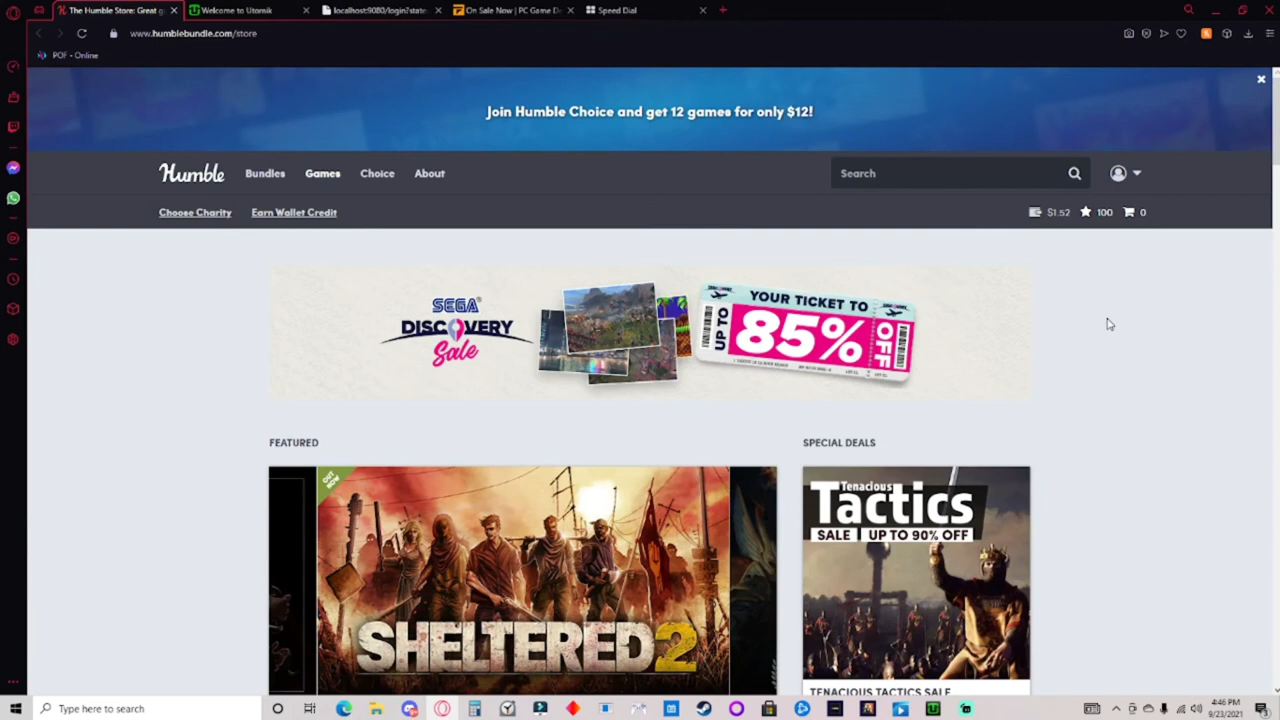 The Humble Store: Great g
Welcome to Utomik
localhost:9080/login?state
On Sale Now | PC Game D
Speed Dial
www.humblebundle.com/store
POF - Online
Join Humble Choice and get 12 games for only $12!
Humble
Bundles
Games
Choice
About
Search
Choose Charity
Earn Wallet Credit
$1.52
100
0
SEGA
DISCOVERY
Sale
YOUR TICKET TO
UP TO
85%
OFF
FEATURED
SPECIAL DEALS
OUT NOW
SHELTERED 2
Tenacious
Tactics
SALE | UP TO 90% OFF
TENACIOUS TACTICS SALE
Type here to search
4:46 PM
9/23/2021